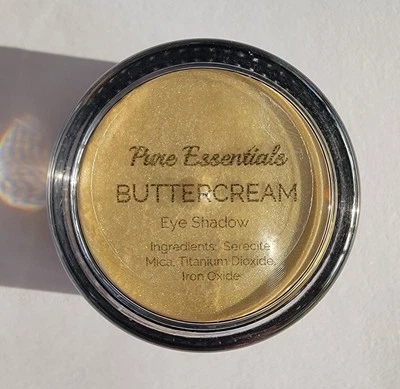 Pure Essentials
BUTTERCREAM
Eye Shadow
Ingredients: Serecite
Mica, Titanium Dioxide,
Iron Oxide